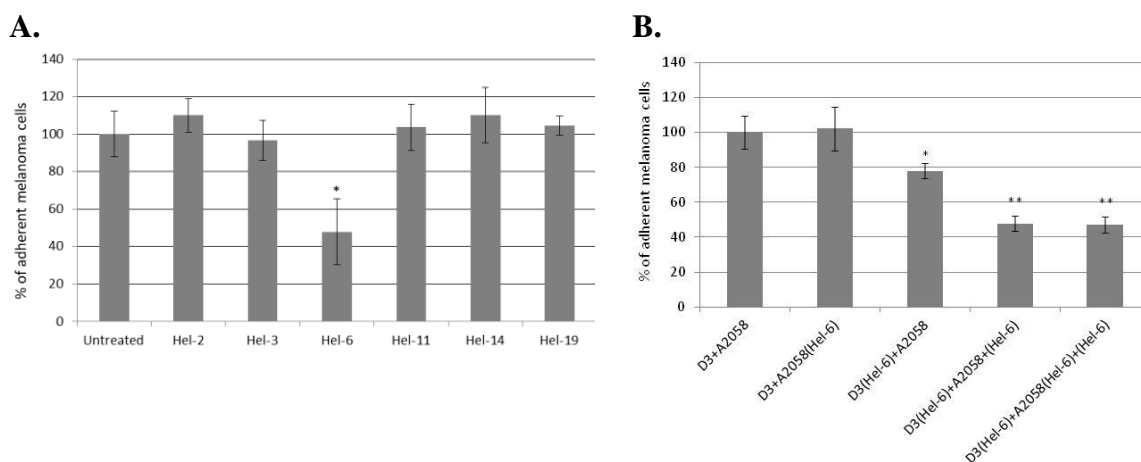 A.
% of adherent melanoma cells
140
120
100
80
60
40
20
0
*
Untreated Hel-2 Hel-3 Hel-6 Hel-11 Hel-14 Hel-19
B.
% of adherent melanoma cells
140
120
100
80
60
40
20
0
*
**
**
D3+A2058
D3+A2058(Hel-6)
D3(Hel-6)+A2058
D3(Hel-6)+A2058+(Hel-6)
D3(Hel-6)+A2058(Hel-6)+(Hel-6)